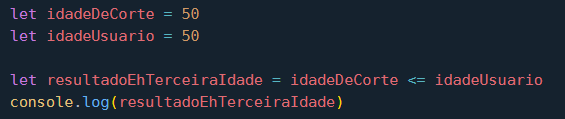 let idadeDeCorte = 50
let idadeUsuario = 50
let resultadoEhTerceiraIdade = idadeDeCorte <= idadeUsuario
console.log(resultadoEhTerceiraIdade)